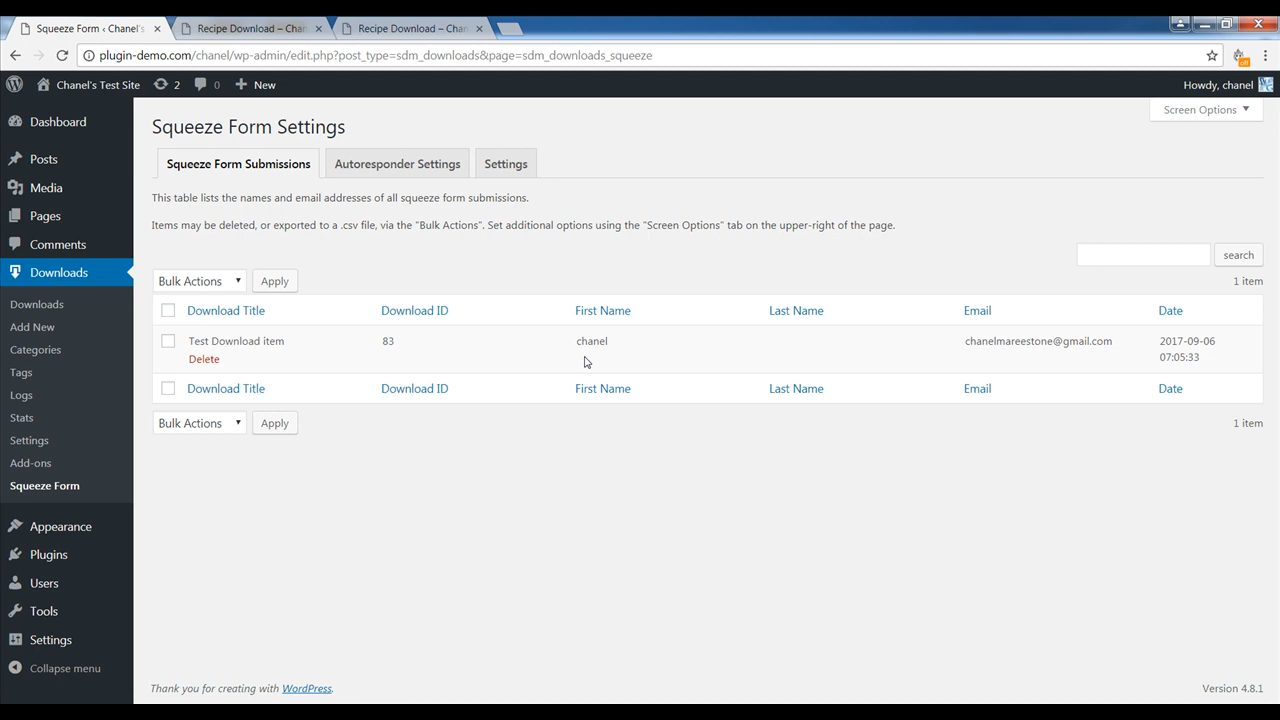 Squeeze Form ‹ Chanel's
Recipe Download – Chan
Recipe Download – Chan
plugin-demo.com/chanel/wp-admin/edit.php?post_type=sdm_downloads&page=sdm_downloads_squeeze
off
Chanel's Test Site
2
0
New
Howdy, chanel
Dashboard
Posts
Media
Pages
Comments
Downloads
Downloads
Add New
Categories
Tags
Logs
Stats
Settings
Add-ons
Squeeze Form
Appearance
Plugins
Users
Tools
Settings
Collapse menu
Screen Options
Squeeze Form Settings
Squeeze Form Submissions
Autoresponder Settings
Settings
This table lists the names and email addresses of all squeeze form submissions.
Items may be deleted, or exported to a .csv file, via the "Bulk Actions". Set additional options using the "Screen Options" tab on the upper-right of the page.
search
Bulk Actions
Apply
1 item
Download Title Download ID First Name Last Name Email Date
Test Download item 83 chanel chanelmareestone@gmail.com 2017-09-06
Delete 07:05:33
Download Title Download ID First Name Last Name Email Date
Bulk Actions
Apply
1 item
Thank you for creating with WordPress.
Version 4.8.1